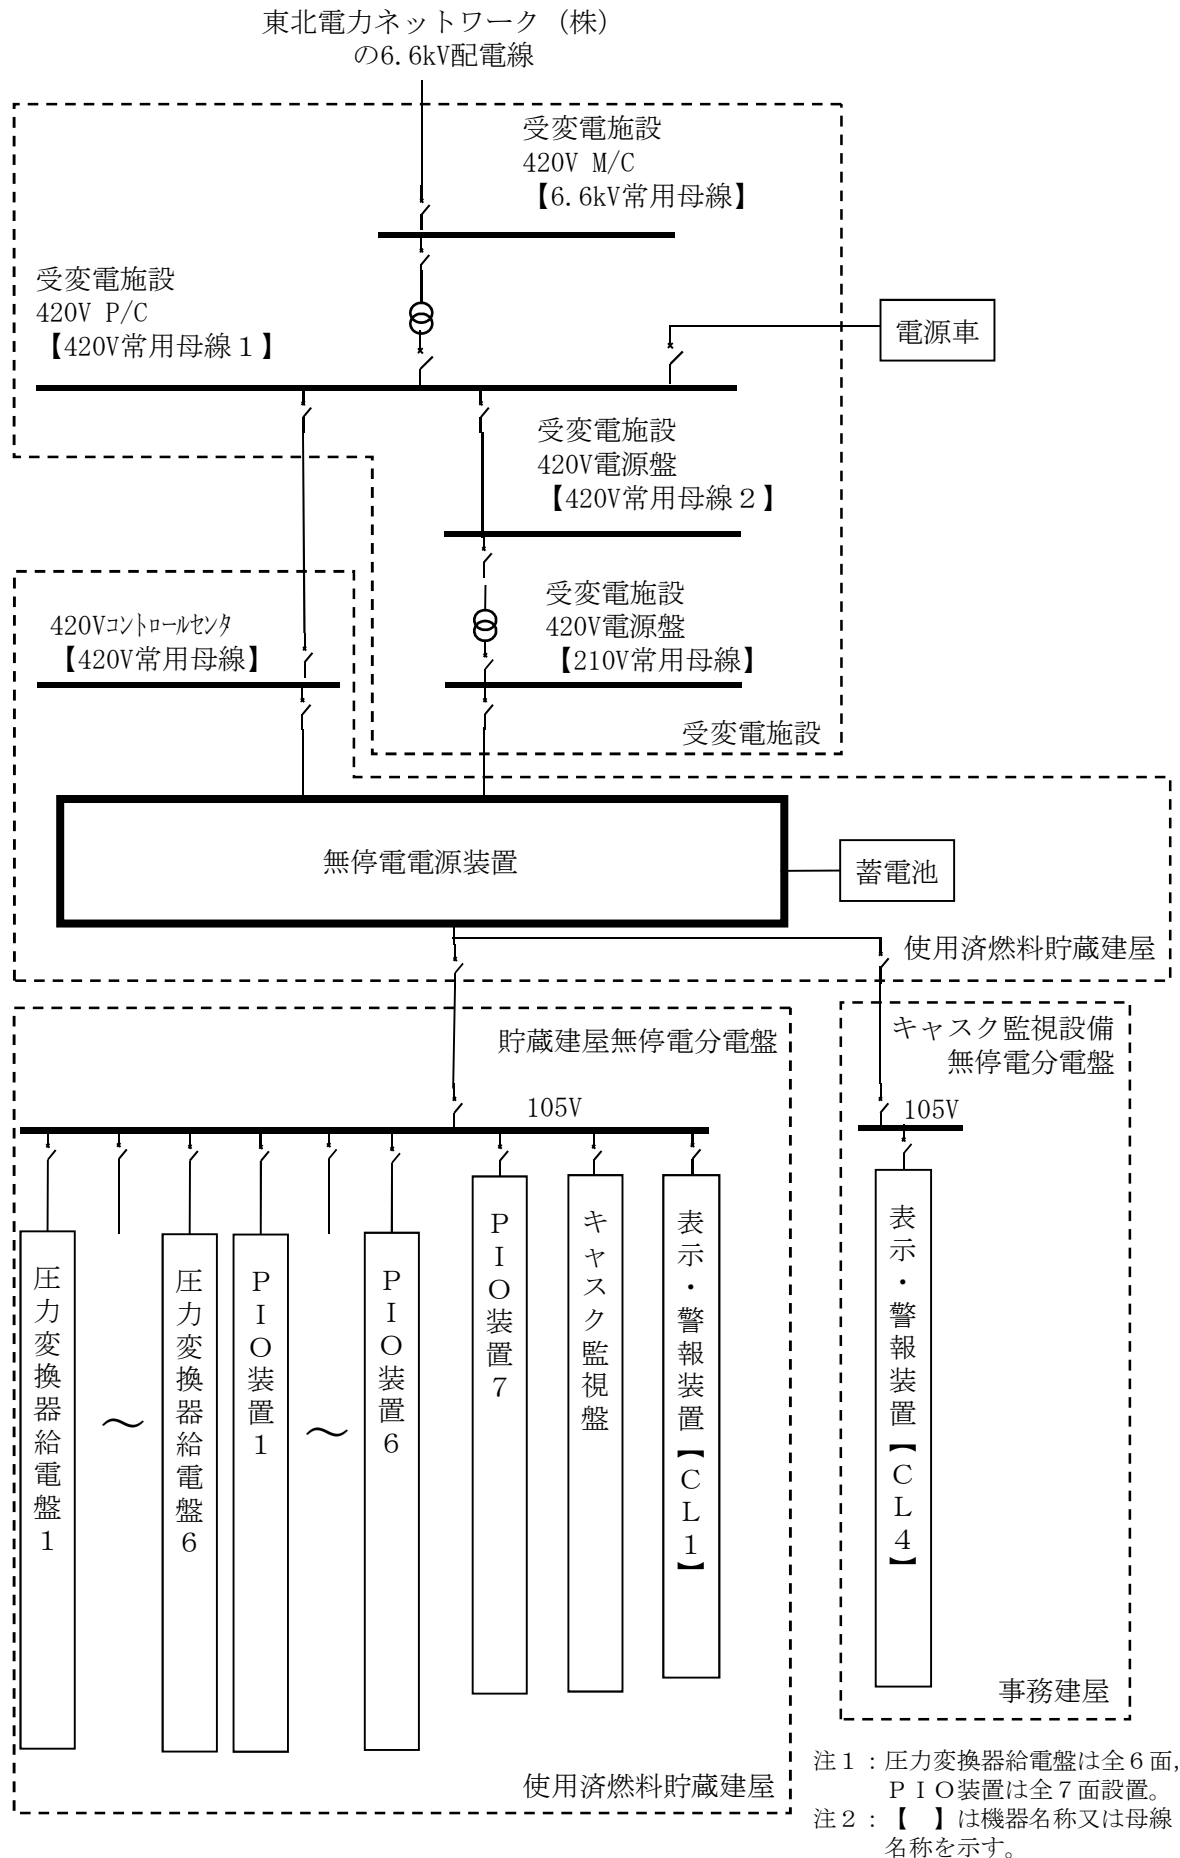 東北電力ネットワーク（株）
の6.6kV配電線
受変電施設
420V M/C
【6.6kV常用母線】
受変電施設
420V P/C
【420V常用母線１】
電源車
受変電施設
420V電源盤
【420V常用母線２】
受変電施設
420V電源盤
【210V常用母線】
420Vｺﾝﾄﾛｰﾙｾﾝﾀ
【420V常用母線】
受変電施設
無停電電源装置
蓄電池
使用済燃料貯蔵建屋
貯蔵建屋無停電分電盤
105V
キャスク監視設備
無停電分電盤
105V
圧力変換器給電盤１
～
圧力変換器給電盤６
ＰＩＯ装置１
～
ＰＩＯ装置６
ＰＩＯ装置７
キャスク監視盤
表示・警報装置【ＣＬ１】
表示・警報装置【ＣＬ４】
事務建屋
使用済燃料貯蔵建屋
注１：圧力変換器給電盤は全６面，
ＰＩＯ装置は全７面設置。
注２：【　】は機器名称又は母線
名称を示す。